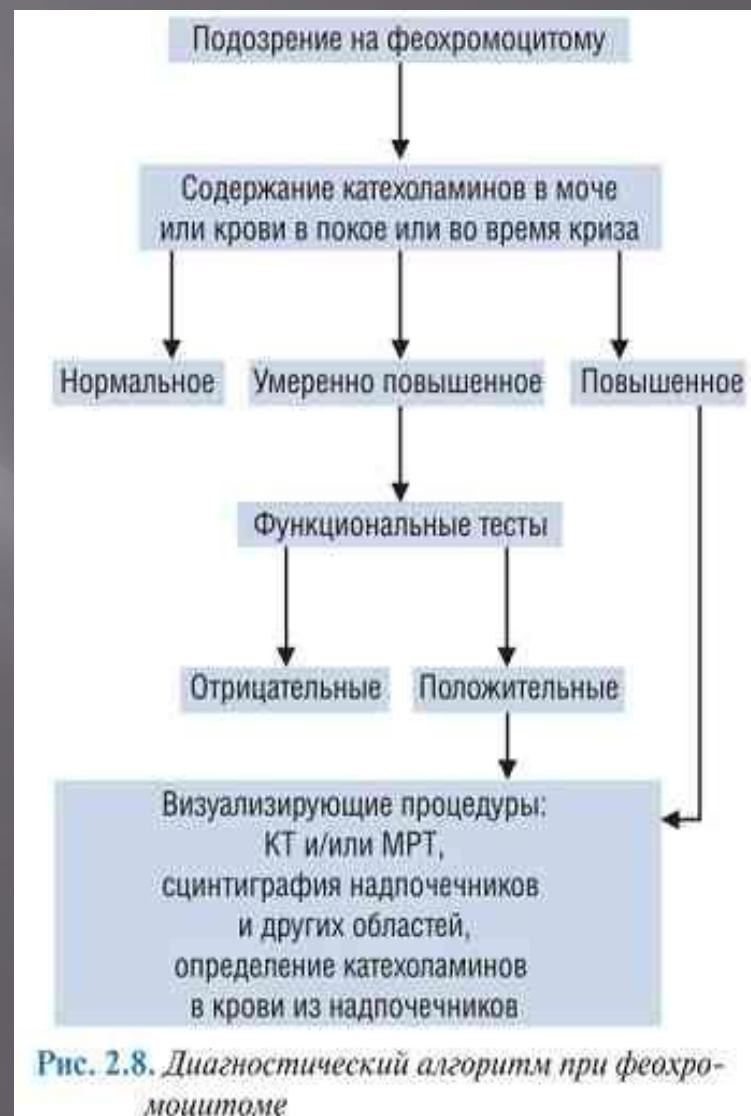 Подозрение на феохромоцитому
Содержание катехоламинов в моче
или крови в покое или во время криза
Нормальное Умеренно повышенное Повышенное
Функциональные тесты
Отрицательные Положительные
Визуализирующие процедуры:
КТ и/или МРТ,
сцинтиграфия надпочечников
и других областей,
определение катехоламинов
в крови из надпочечников
Рис. 2.8. Диагностический алгоритм при феохро-
моцитоме